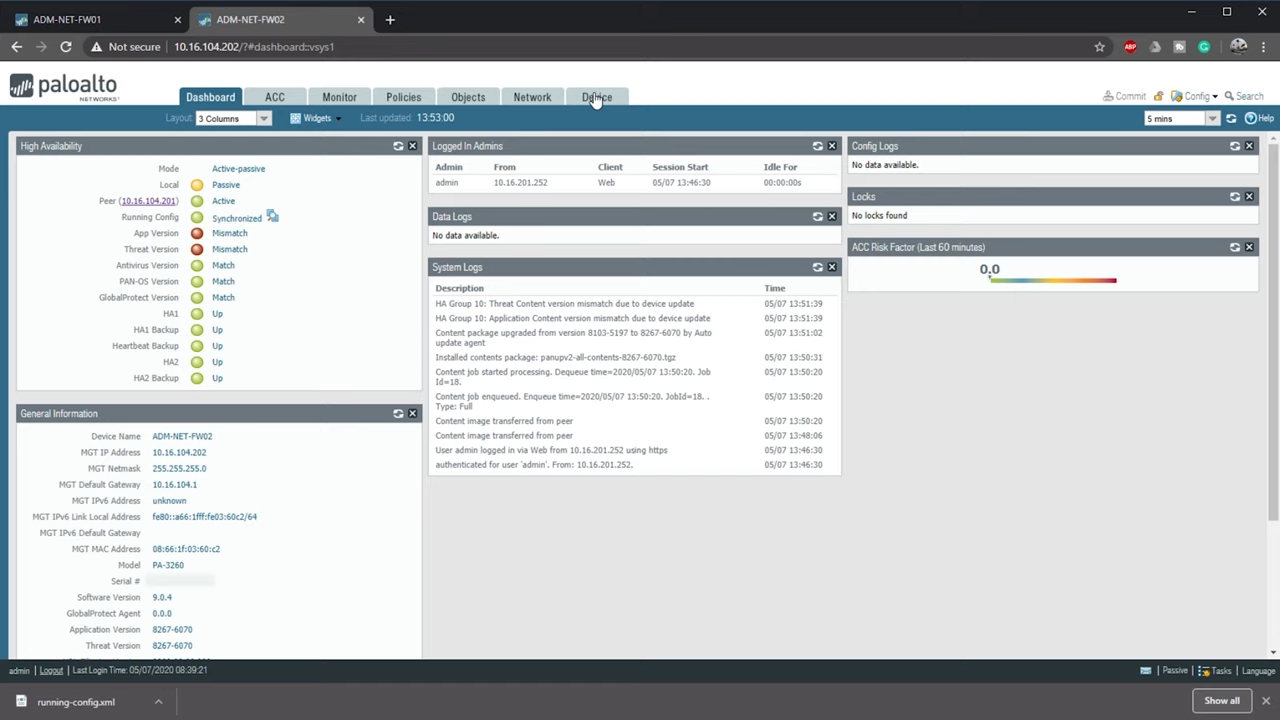 ADM-NET-FW01
ADM-NET-FW02
Not secure 10.16.104.202/?#dashboard::vsys1
ABP
paloalto
NETWORKS
Dashboard ACC Monitor Policies Objects Network Device
Commit Config Search
Layout 3 Columns Widgets Last updated: 13:53:00 5 mins Help
High Availability
Mode Active-passive
Local Passive
Peer (10.16.104.201) Active
Running Config Synchronized
App Version Mismatch
Threat Version Mismatch
Antivirus Version Match
PAN-OS Version Match
GlobalProtect Version Match
HA1 Up
HA1 Backup Up
Heartbeat Backup Up
HA2 Up
HA2 Backup Up
General Information
Device Name ADM-NET-FW02
MGT IP Address 10.16.104.202
MGT Netmask 255.255.255.0
MGT Default Gateway 10.16.104.1
MGT IPv6 Address unknown
MGT IPv6 Link Local Address fe80::a66:1fff:fe03:60c2/64
MGT IPv6 Default Gateway
MGT MAC Address 08:66:1f:03:60:c2
Model PA-3260
Serial #
Software Version 9.0.4
GlobalProtect Agent 0.0.0
Application Version 8267-6070
Threat Version 8267-6070
Logged In Admins
Admin From Client Session Start Idle For
admin 10.16.201.252 Web 05/07 13:46:30 00:00:00s
Data Logs
No data available.
System Logs
Description Time
HA Group 10: Threat Content version mismatch due to device update 05/07 13:51:39
HA Group 10: Application Content version mismatch due to device update 05/07 13:51:39
Content package upgraded from version 8103-5197 to 8267-6070 by Auto 05/07 13:51:02
update agent
Installed contents package: panupv2-all-contents-8267-6070.tgz 05/07 13:50:31
Content job started processing. Dequeue time=2020/05/07 13:50:20. Job 05/07 13:50:20
Id=18.
Content job enqueued. Enqueue time=2020/05/07 13:50:20. JobId=18. . 05/07 13:50:20
Type: Full
Content image transferred from peer 05/07 13:50:20
Content image transferred from peer 05/07 13:48:06
User admin logged in via Web from 10.16.201.252 using https 05/07 13:46:30
authenticated for user 'admin'. From: 10.16.201.252. 05/07 13:46:30
Config Logs
No data available.
Locks
No locks found
ACC Risk Factor (Last 60 minutes)
0.0
admin | Logout | Last Login Time: 05/07/2020 08:39:21 | Passive | Tasks | Language
running-config.xml Show all